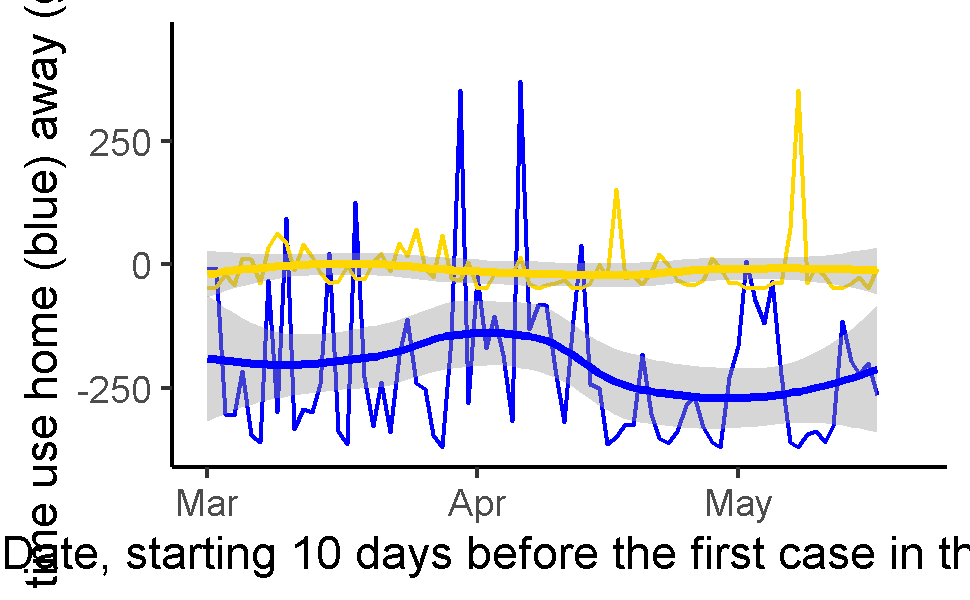 time use home (blue) away (
250
0
-250
Mar
Apr
May
Date, starting 10 days before the first case in th